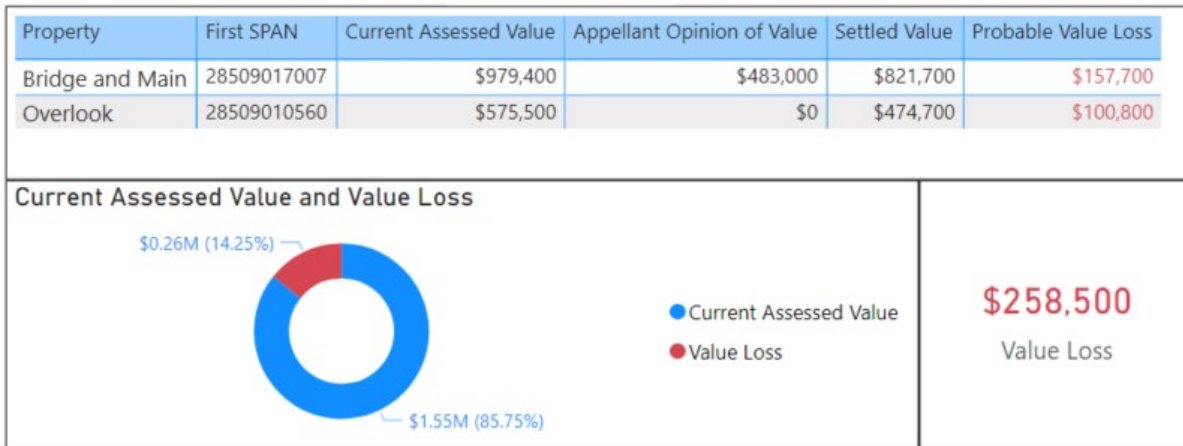 Property First SPAN Current Assessed Value Appellant Opinion of Value Settled Value Probable Value Loss
Bridge and Main 28509017007 $979,400 $483,000 $821,700 $157,700
Overlook 28509010560 $575,500 $0 $474,700 $100,800
Current Assessed Value and Value Loss
$0.26M (14.25%)
Current Assessed Value
Value Loss
$1.55M (85.75%)
$258,500
Value Loss